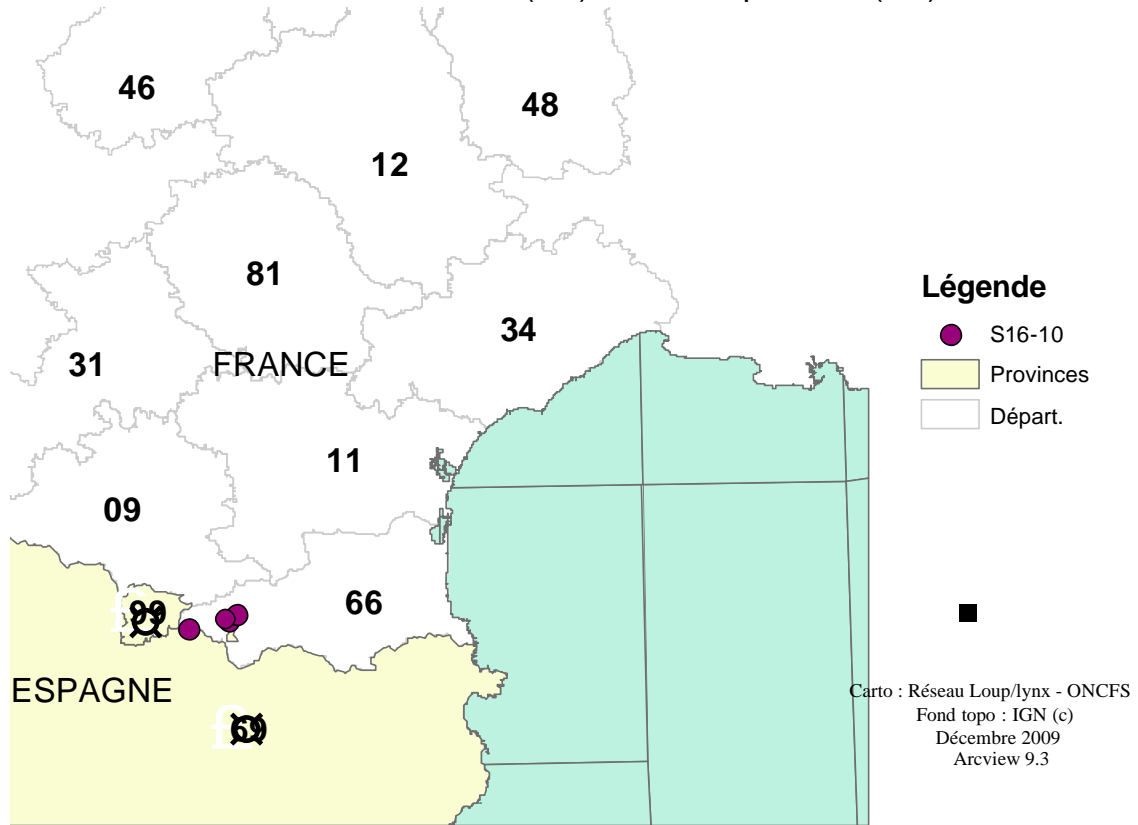 46
48
12
81
34
31
FRANCE
11
09
66
99
ESPAGNE
Légende
S16-10
Provinces
Départ.
Carto : Réseau Loup/lynx - ONCFS
Fond topo : IGN (c)
Décembre 2009
Arcview 9.3